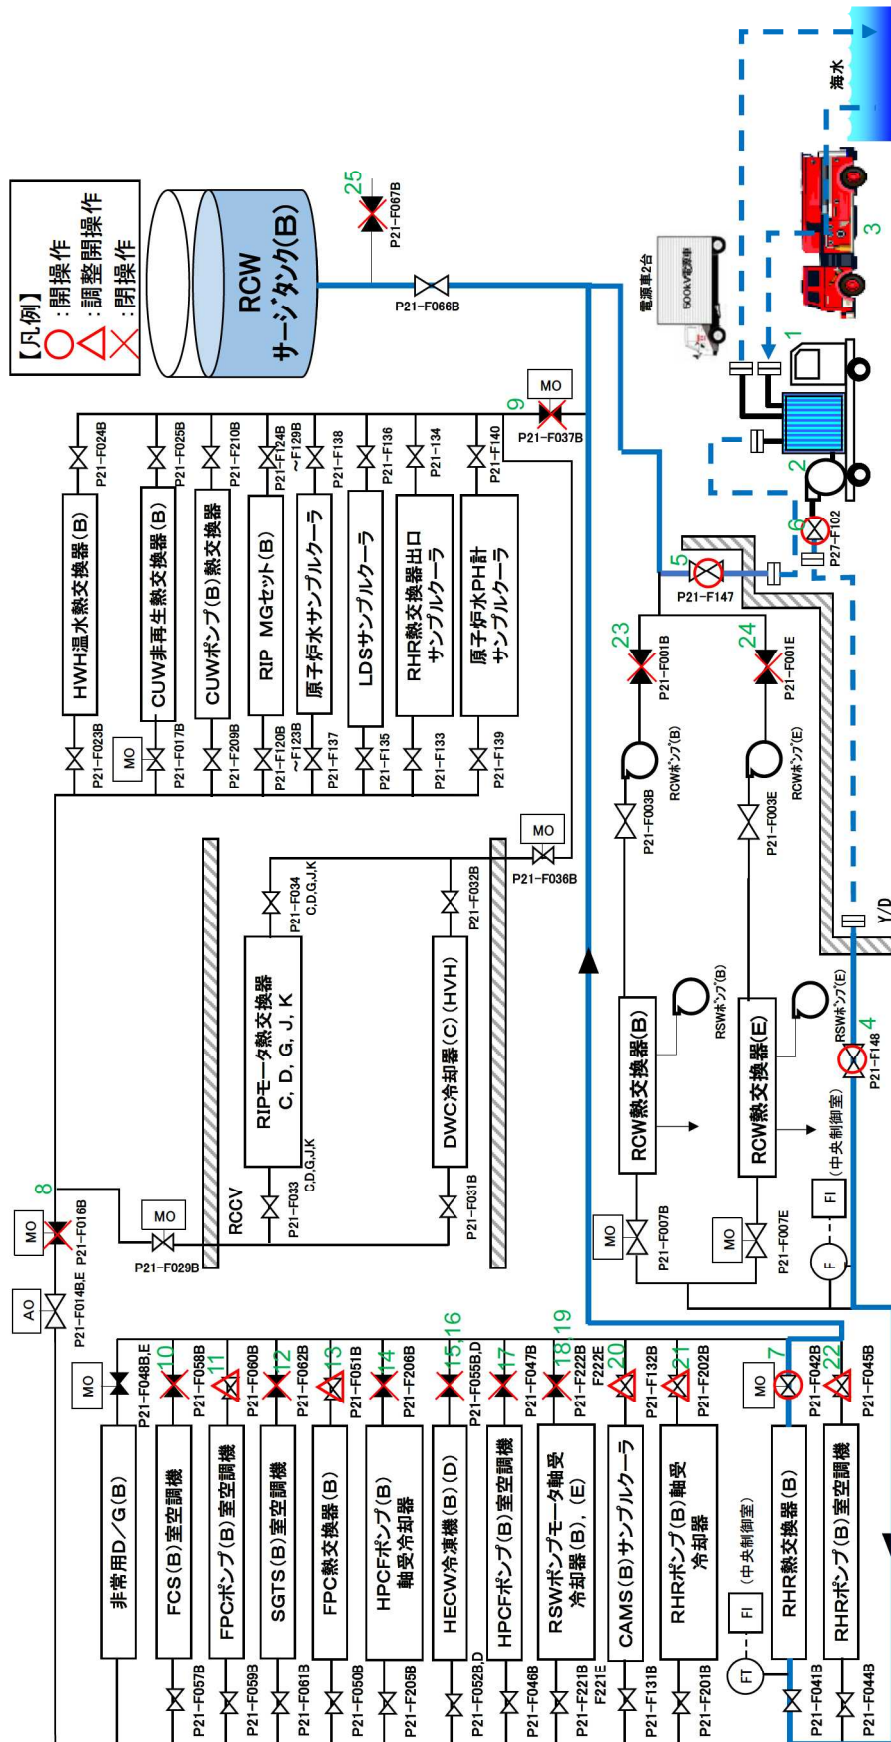 【凡例】
○:開操作
△:調整開操作
×:閉操作
RCW
サージタンク(B)
25
P21-F067B
P21-F066B
海水
3
電源車2台
500kV電源車
1
2
6
P27-F102
5
P21-F147
HWH温水熱交換器(B)
P21-F023B
P21-F024B
CUW非再生熱交換器(B)
MO
P21-F017B
P21-F025B
CUWポンプ(B)熱交換器
P21-F209B
P21-F210B
RIP MGセット(B)
P21-F120B
~F123B
P21-F124B
~F129B
原子炉水サンプルクーラ
P21-F137
P21-F138
LDSサンプルクーラ
P21-F135
P21-F136
RHR熱交換器出口
サンプルクーラ
P21-F133
P21-134
原子炉水PH計
サンプルクーラ
P21-F139
P21-F140
9
MO
P21-F037B
MO
P21-F036B
RCCV
RIPモータ熱交換器
C, D, G, J, K
P21-F033
C,D,G,J,K
P21-F034
C,D,G,J,K
DWC冷却器(C)(HVH)
P21-F031B
P21-F032B
8
MO
P21-F016B
AO
P21-F014B,E
MO
P21-F029B
23
P21-F001B
RCWポンプ(B)
P21-F003B
24
P21-F001E
RCWポンプ(E)
P21-F003E
RCW熱交換器(B)
RSWポンプ(B)
MO
P21-F007B
RCW熱交換器(E)
RSWポンプ(E)
MO
P21-F007E
4
P21-F148
Y/D
F
FI
(中央制御室)
非常用D/G(B)
MO
P21-F048B,E
FCS(B)室空調機
P21-F057B
10
P21-F058B
FPCポンプ(B)室空調機
P21-F059B
11
P21-F060B
SGTS(B)室空調機
P21-F061B
12
P21-F062B
FPC熱交換器(B)
P21-F050B
13
P21-F051B
HPCFポンプ(B)
軸受冷却器
P21-F205B
14
P21-F206B
HECW冷凍機(B)(D)
P21-F052B,D
15,16
P21-F055B,D
HPCFポンプ(B)室空調機
P21-F046B
17
P21-F047B
RSWポンプモータ軸受
冷却器(B),(E)
P21-F221B
F221E
18,19
P21-F222B
F222E
CAMS(B)サンプルクーラ
P21-F131B
20
P21-F132B
RHRポンプ(B)軸受
冷却器
P21-F201B
21
P21-F202B
FT
FI
(中央制御室)
RHR熱交換器(B)
P21-F041B
MO
7
P21-F042B
RHRポンプ(B)室空調機
P21-F044B
22
P21-F045B